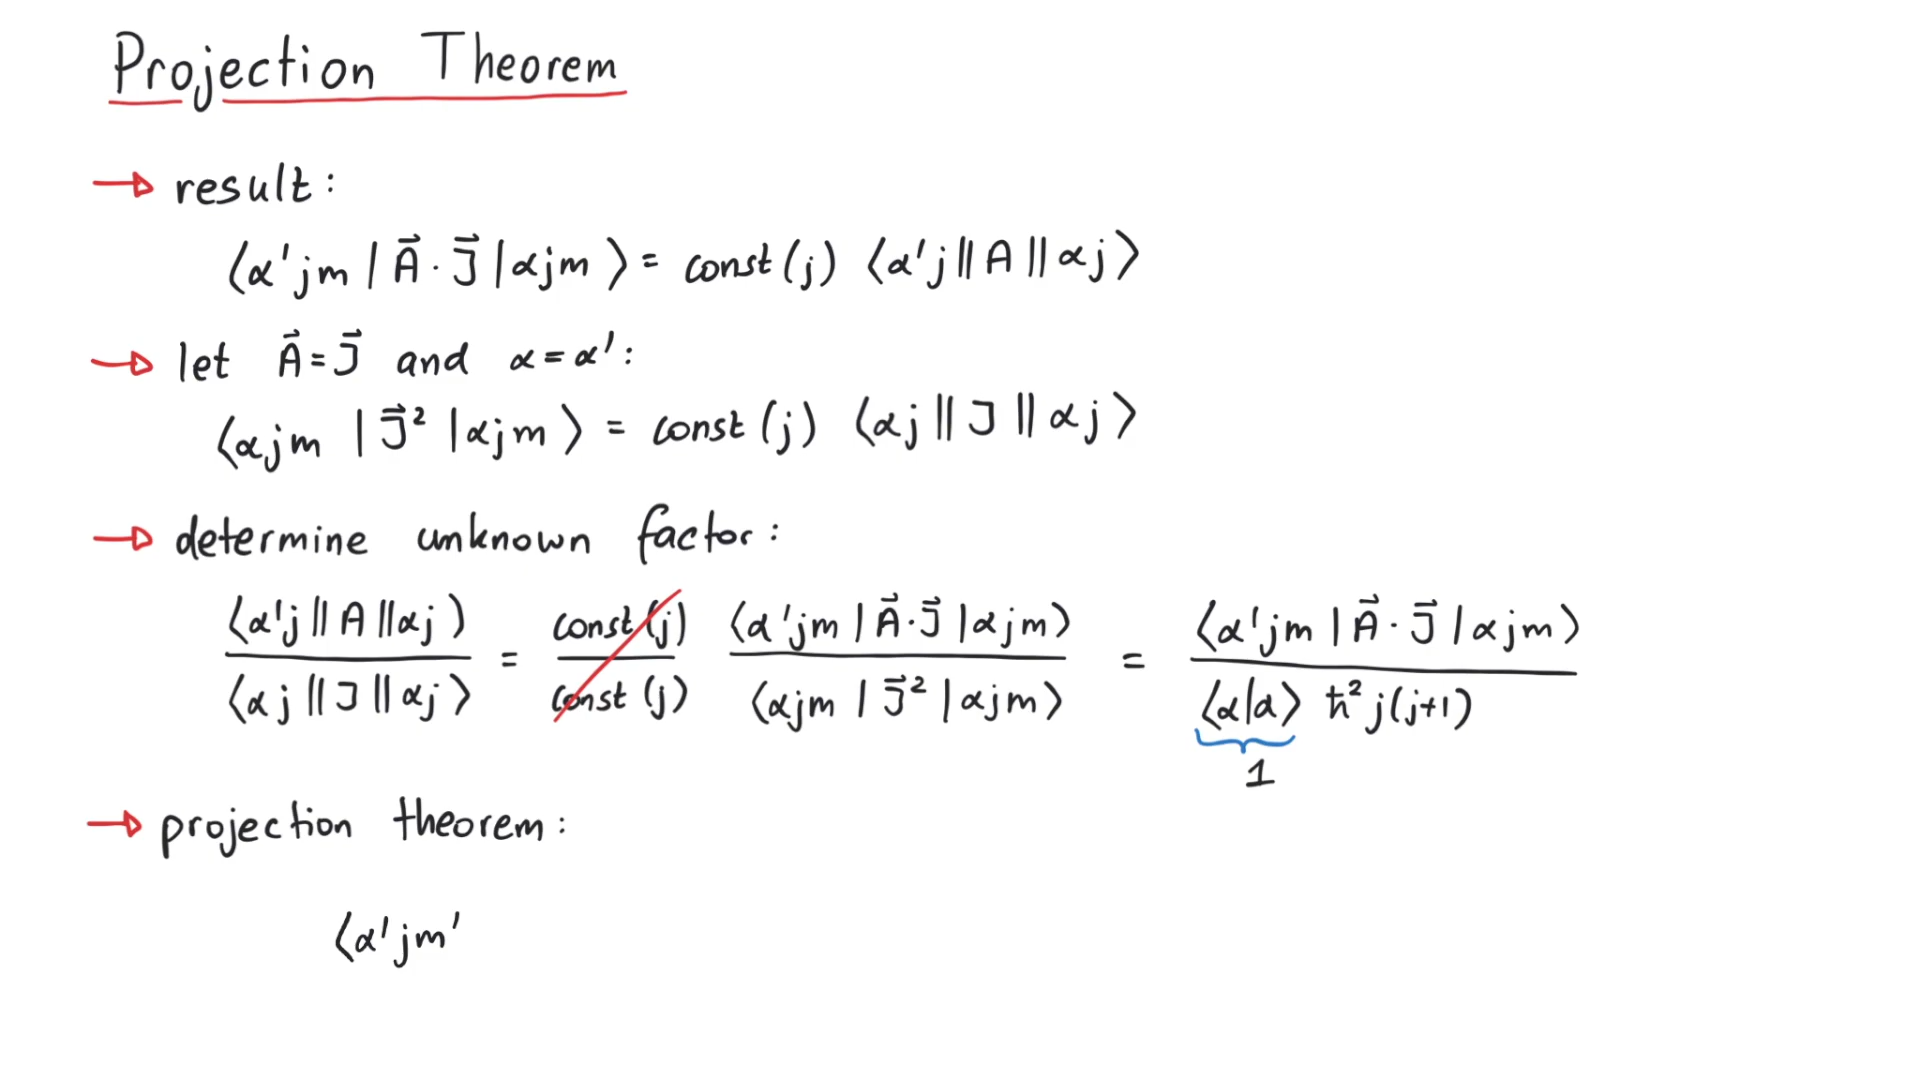 Projection Theorem
→ result:
⟨α'jm | A⃗ · J⃗ | αjm⟩ = const(j) ⟨α'j || A || αj⟩
→ let A⃗ = J⃗ and α = α':
⟨αjm | J⃗² | αjm⟩ = const(j) ⟨αj || J || αj⟩
→ determine unknown factor:
⟨α'j || A || αj⟩ / ⟨αj || J || αj⟩ = const(j) / const(j) ⟨α'jm | A⃗ · J⃗ | αjm⟩ / ⟨αjm | J⃗² | αjm⟩ = ⟨α'jm | A⃗ · J⃗ | αjm⟩ / ⟨α|α⟩ ħ² j(j+1)
1
→ projection theorem:
⟨α'jm'